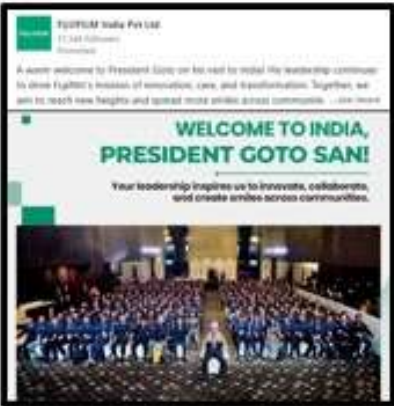 FUJIFILM India Pvt Ltd
Promoted
A warm welcome to President Goto on his visit to India! His leadership continues
to drive Fujifilm's mission of innovation, care, and transformation. Together, we
aim to reach new heights and spread more smiles across communities. ...see more
WELCOME TO INDIA,
PRESIDENT GOTO SAN!
Your leadership inspires us to innovate, collaborate,
and create smiles across communities.